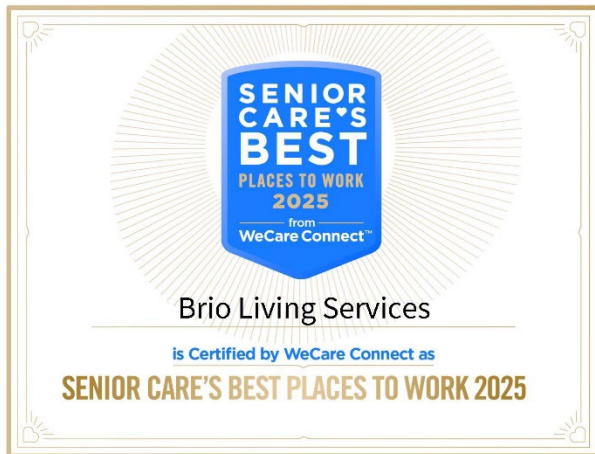 SENIOR
CARE'S
BEST
PLACES TO WORK
2025
from
WeCare Connect™
Brio Living Services
is Certified by WeCare Connect as
SENIOR CARE'S BEST PLACES TO WORK 2025